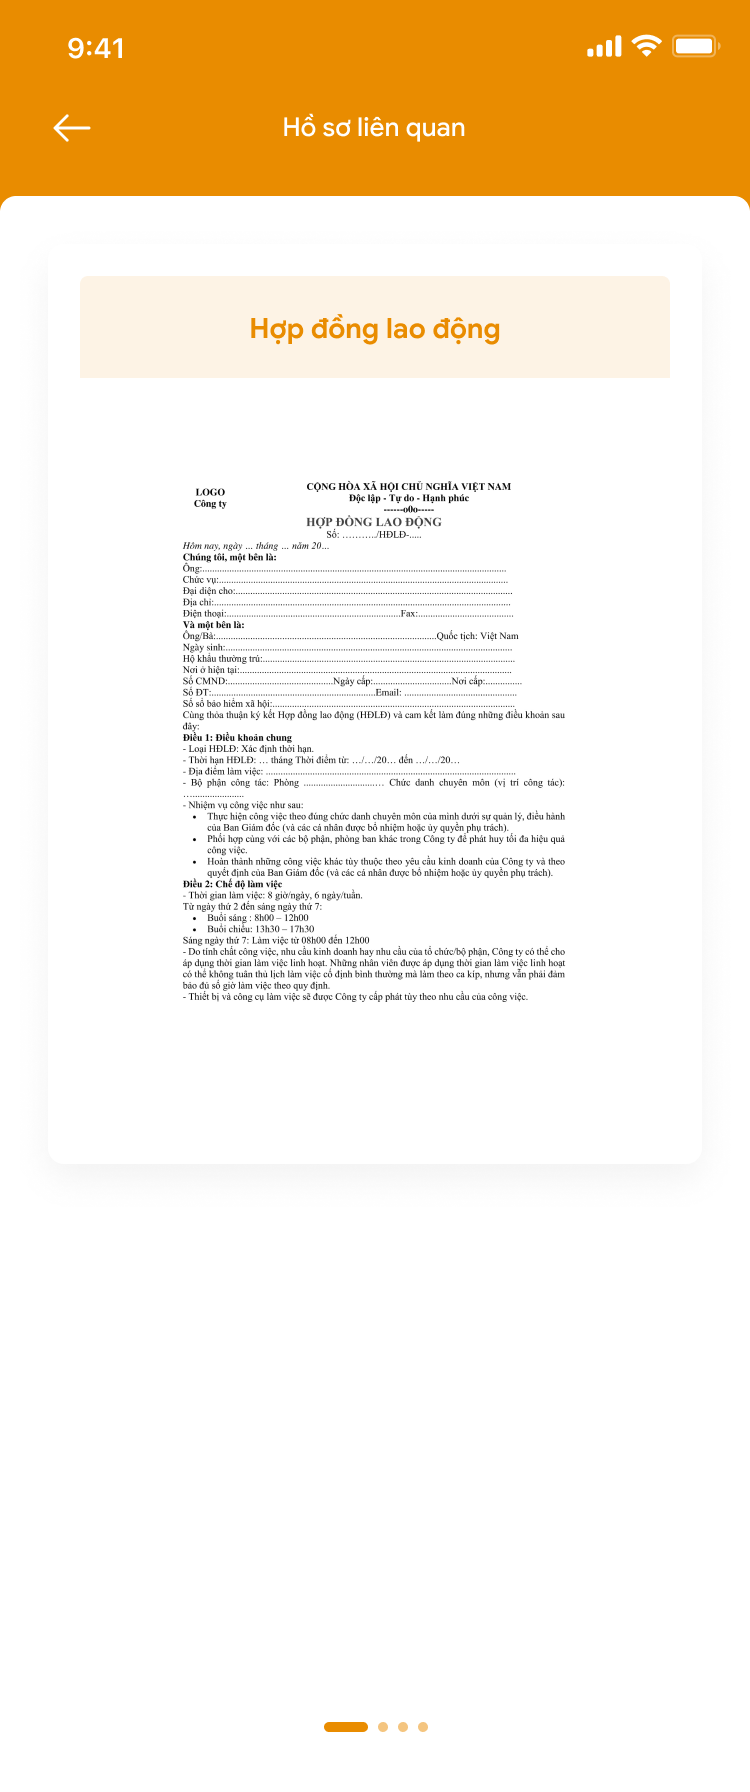 9:41
Hồ sơ liên quan
Hợp đồng lao động
LOGO
Công ty
CỘNG HÒA XÃ HỘI CHỦ NGHĨA VIỆT NAM
Độc lập - Tự do - Hạnh phúc
------o0o-----
HỢP ĐỒNG LAO ĐỘNG
Số: ………../HĐLĐ-.....
Hôm nay, ngày ... tháng ... năm 20...
Chúng tôi, một bên là:
Ông:............................................................
Chức vụ:............................................................
Đại diện cho:............................................................
Địa chỉ:............................................................
Điện thoại:........................................Fax:........................
Và một bên là:
Ông/Bà:............................................................Quốc tịch: Việt Nam
Ngày sinh:............................................................
Hộ khẩu thường trú:............................................................
Nơi ở hiện tại:............................................................
Số CMND:..............................Ngày cấp:........................Nơi cấp:...............
Số ĐT:........................................Email: ........................................
Số sổ bảo hiểm xã hội:............................................................
Cùng thỏa thuận ký kết Hợp đồng lao động (HĐLĐ) và cam kết làm đúng những điều khoản sau
đây:
Điều 1: Điều khoản chung
- Loại HĐLĐ: Xác định thời hạn.
- Thời hạn HĐLĐ: … tháng Thời điểm từ: …/…/20… đến …/…/20…
- Địa điểm làm việc: ............................................................
- Bộ phận công tác: Phòng ..............................… Chức danh chuyên môn (vị trí công tác):
….....................
- Nhiệm vụ công việc như sau:
• Thực hiện công việc theo đúng chức danh chuyên môn của mình dưới sự quản lý, điều hành
của Ban Giám đốc (và các cá nhân được bổ nhiệm hoặc ủy quyền phụ trách).
• Phối hợp cùng với các bộ phận, phòng ban khác trong Công ty để phát huy tối đa hiệu quả
công việc.
• Hoàn thành những công việc khác tùy thuộc theo yêu cầu kinh doanh của Công ty và theo
quyết định của Ban Giám đốc (và các cá nhân được bổ nhiệm hoặc ủy quyền phụ trách).
Điều 2: Chế độ làm việc
- Thời gian làm việc: 8 giờ/ngày, 6 ngày/tuần.
Từ ngày thứ 2 đến sáng ngày thứ 7:
• Buổi sáng : 8h00 – 12h00
• Buổi chiều: 13h30 – 17h30
Sáng ngày thứ 7: Làm việc từ 08h00 đến 12h00
- Do tính chất công việc, nhu cầu kinh doanh hay nhu cầu của tổ chức/bộ phận, Công ty có thể cho
áp dụng thời gian làm việc linh hoạt. Những nhân viên được áp dụng thời gian làm việc linh hoạt
có thể không tuân thủ lịch làm việc cố định bình thường mà làm theo ca kíp, nhưng vẫn phải đảm
bảo đủ số giờ làm việc theo quy định.
- Thiết bị và công cụ làm việc sẽ được Công ty cấp phát tùy theo nhu cầu của công việc.